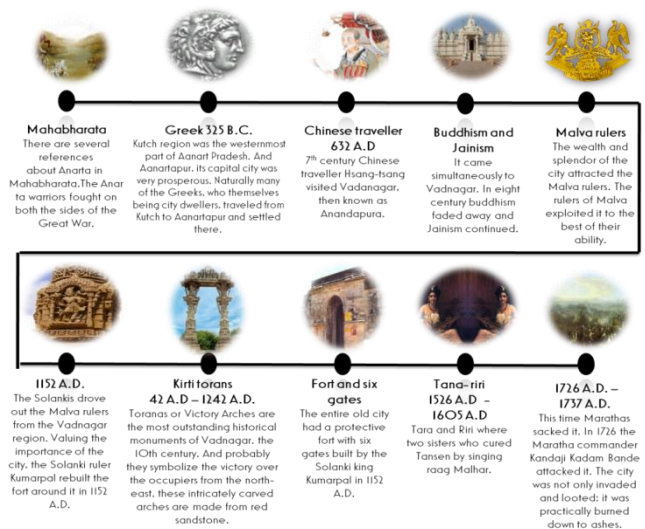 Mahabharata
There are several
references
about Anarta in
Mahabharata.The Anar
ta warriors fought on
both the sides of the
Great War.
Greek 325 B.C.
Kutch region was the westernmost
part of Aanart Pradesh. And
Aanartapur, its capital city was
very prosperous. Naturally many
of the Greeks, who themselves
being city dwellers, traveled from
Kutch to Aanartapur and settled
there.
Chinese traveller
632 A.D
7th century Chinese
traveller Hsang-tsang
visited Vadanagar,
then known as
Anandapura.
Buddhism and
Jainism
It came
simultaneously to
Vadnagar. In eight
century buddhism
faded away and
Jainism continued.
Malva rulers
The wealth and
splendor of the
city attracted the
Malva rulers. The
rulers of Malva
exploited it to the
best of their
ability.
1152 A.D.
The Solankis drove
out the Malva rulers
from the Vadnagar
region. Valuing the
importance of the
city, the Solanki ruler
Kumarpal rebuilt the
fort around it in 1152
A.D.
Kirti torans
42 A.D – 1242 A.D.
Toranas or Victory Arches are
the most outstanding historical
monuments of Vadnagar, the
10th century. And probably
they symbolize the victory over
the occupiers from the north-
east, these intricately carved
arches are made from red
sandstone.
Fort and six
gates
The entire old city
had a protective
fort with six
gates built by the
Solanki king
Kumarpal in 1152
A.D.
Tana-riri
1526 A.D -
1605 A.D
Tara and Riri where
two sisters who cured
Tansen by singing
raag Malhar.
1726 A.D. –
1737 A.D.
This time Marathas
sacked it. In 1726 the
Maratha commander
Kandaji Kadam Bande
attacked it. The city
was not only invaded
and looted; it was
practically burned
down to ashes.